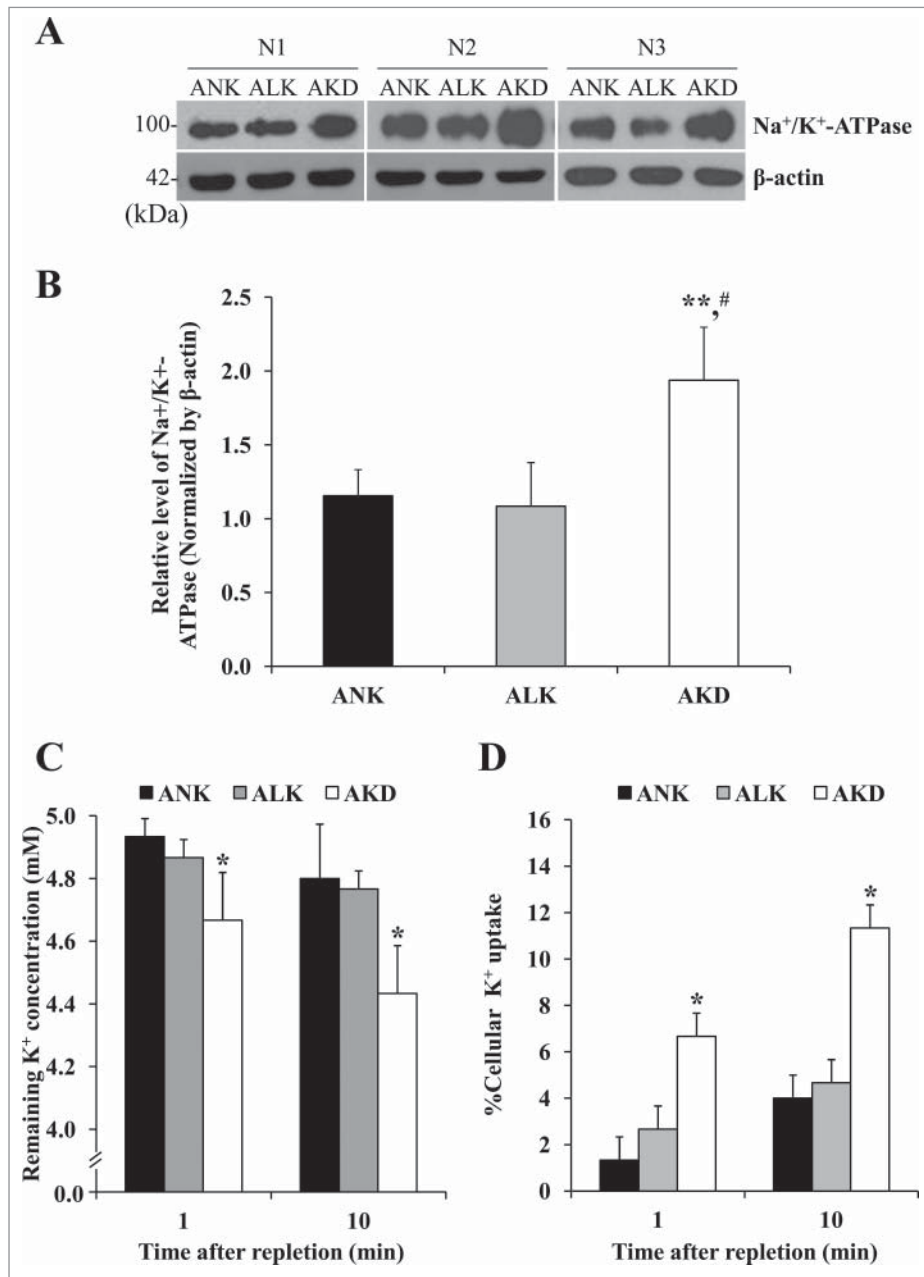 A
N1 N2 N3
ANK ALK AKD ANK ALK AKD ANK ALK AKD
100- Na⁺/K⁺-ATPase
42- β-actin
(kDa)
B
Relative level of Na+/K+-
ATPase (Normalized by β-actin)
2.5
2.0
1.5
1.0
0.5
0.0
**,#
ANK ALK AKD
C
ANK ALK AKD
Remaining K⁺ concentration (mM)
5.0
4.8
4.6
4.4
4.2
4.0
0.0
*
*
1 10
Time after repletion (min)
D
ANK ALK AKD
%Cellular K⁺ uptake
16
14
12
10
8
6
4
2
0
*
*
1 10
Time after repletion (min)